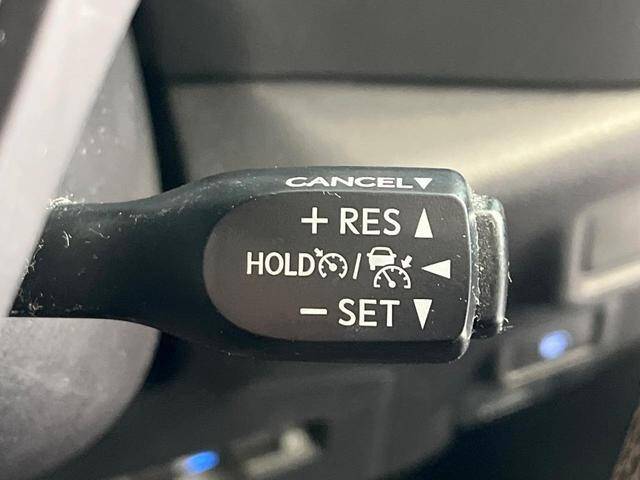 CANCEL▼
+ RES ▲
HOLD / ◀
− SET ▼